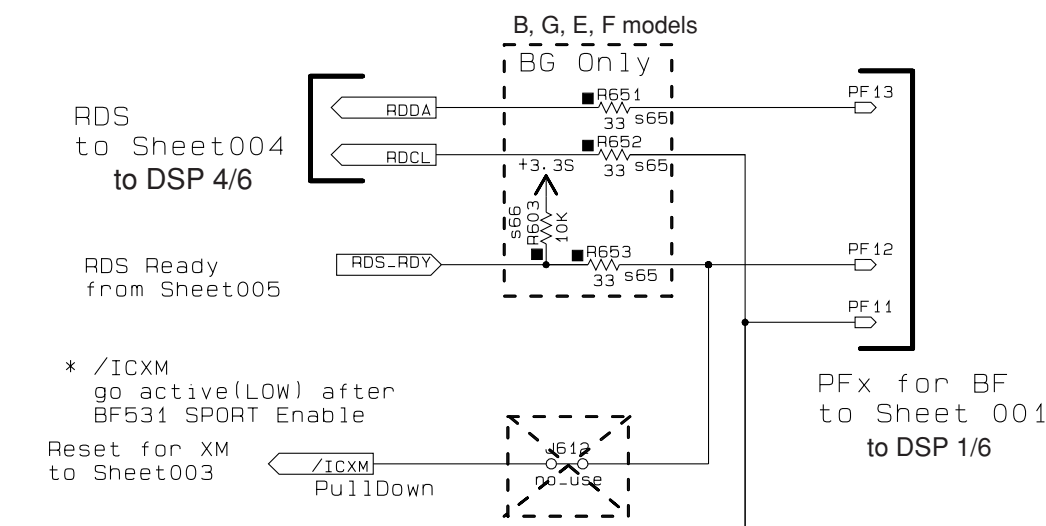 B, G, E, F models
BG Only
RDS
to Sheet004
to DSP 4/6
RDDA
R651
33 s65
PF13
RDCL
R652
33 s65
+3.3S
s66
R603
10K
RDS Ready
from Sheet005
RDS_RDY
R653
33 s65
PF12
PF11
PFx for BF
to Sheet 001
to DSP 1/6
* /ICXM
go active(LOW) after
BF531 SPORT Enable
Reset for XM
to Sheet003
/ICXM
PullDown
J612
no_use